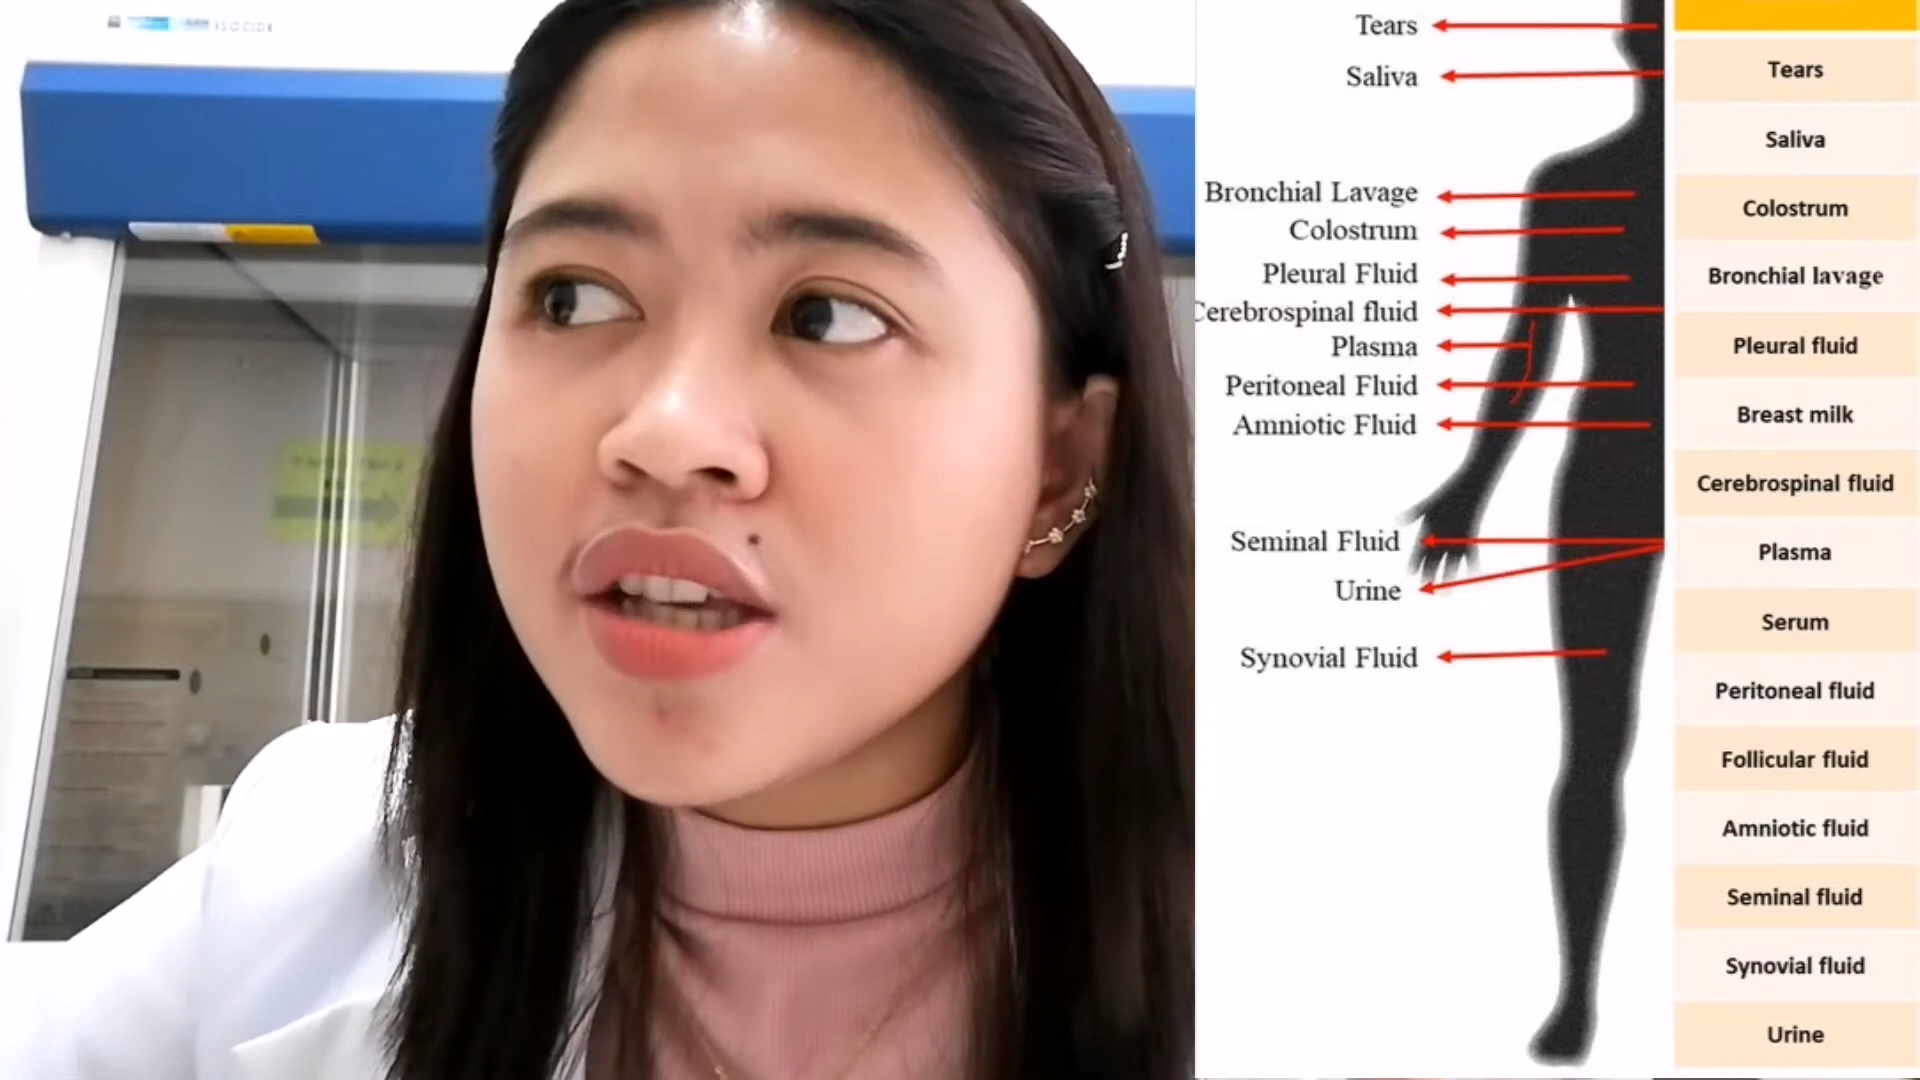 Tears
Saliva
Bronchial Lavage
Colostrum
Pleural Fluid
Cerebrospinal fluid
Plasma
Peritoneal Fluid
Amniotic Fluid
Seminal Fluid
Urine
Synovial Fluid
Tears
Saliva
Colostrum
Bronchial lavage
Pleural fluid
Breast milk
Cerebrospinal fluid
Plasma
Serum
Peritoneal fluid
Follicular fluid
Amniotic fluid
Seminal fluid
Synovial fluid
Urine